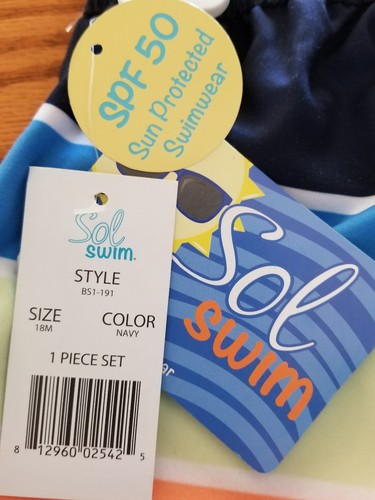 SPF 50
Sun Protected
Swimwear
Sol
swim
Sol
swim.
STYLE
BS1-191
SIZE
18M
COLOR
NAVY
1 PIECE SET
8 12960 02542 5